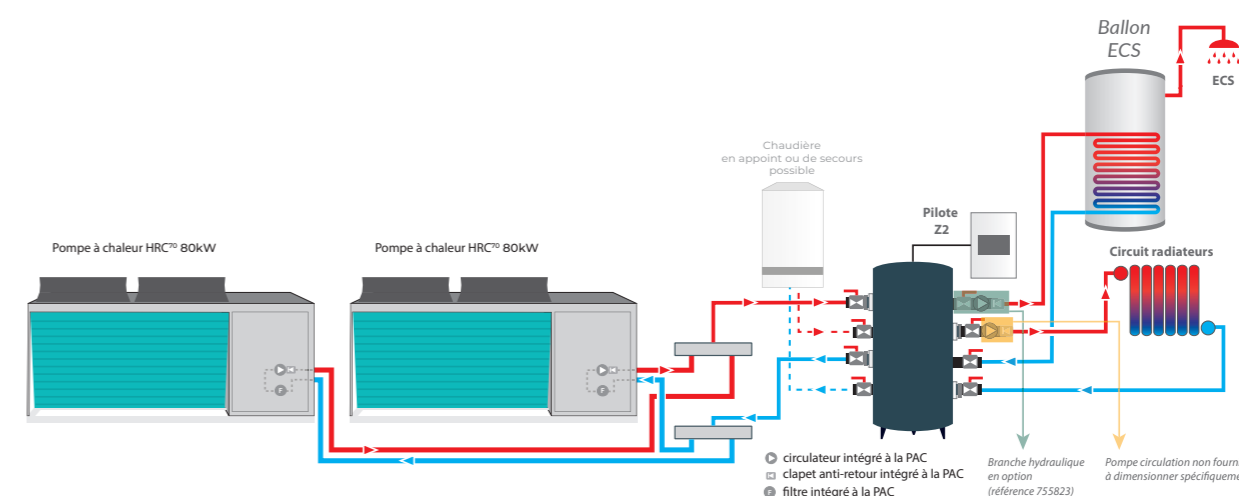 Ballon
ECS
ECS
Chaudière
en appoint ou de secours
possible
Pilote
Z2
Pompe à chaleur HRC⁷⁰ 80kW
Pompe à chaleur HRC⁷⁰ 80kW
Circuit radiateurs
circulateur intégré à la PAC
clapet anti-retour intégré à la PAC
F filtre intégré à la PAC
F
F
Branche hydraulique
en option
(référence 755823)
Pompe circulation non
à dimensionner